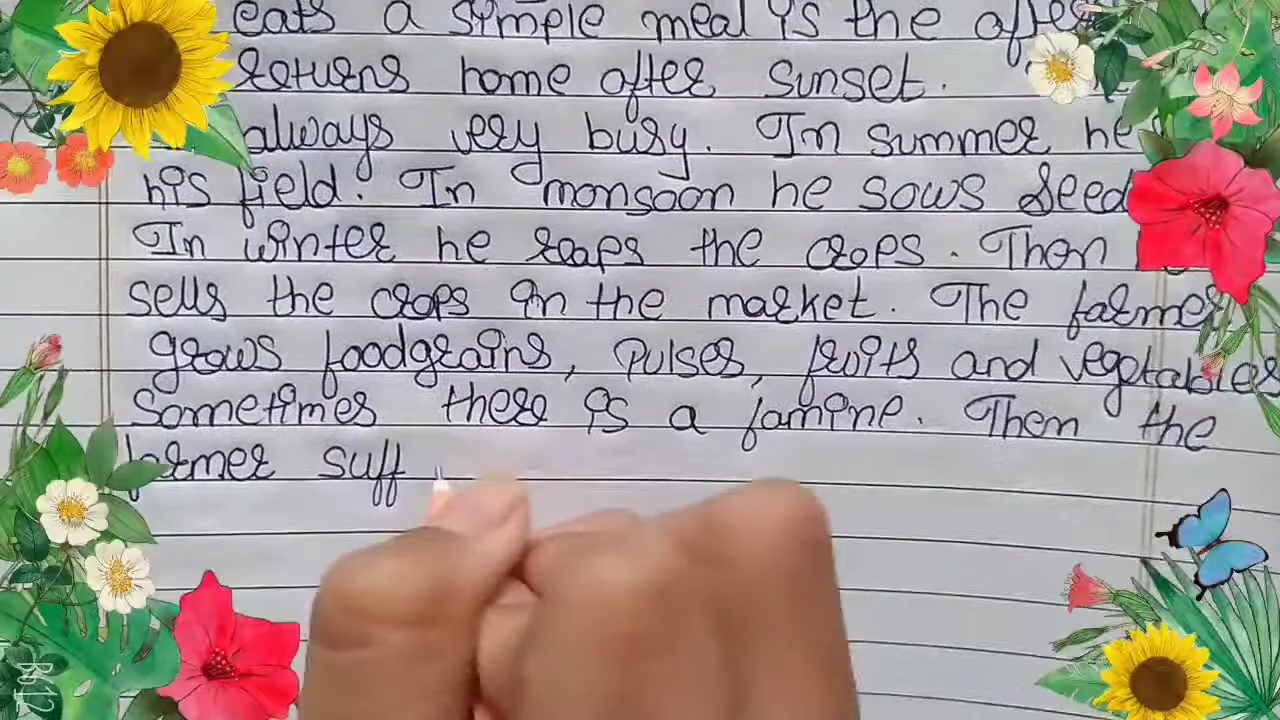 eats a simple meal is the after
returns home after sunset.
always very busy. In summer he
his field. In monsoon he sows seed
In winter he reaps the crops. Then
sells the crops in the market. The farmer
grows foodgrains, pulses, fruits and vegetables
Sometimes there is a famine. Then the
farmer suff
B612